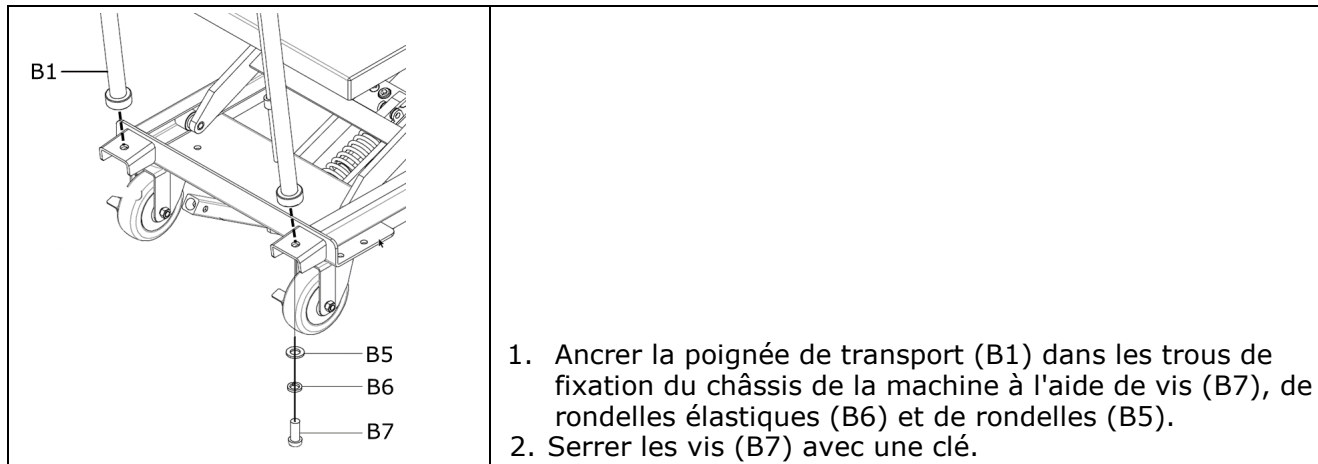 B1
B5
B6
B7
1. Ancrer la poignée de transport (B1) dans les trous de
fixation du châssis de la machine à l'aide de vis (B7), de
rondelles élastiques (B6) et de rondelles (B5).
2. Serrer les vis (B7) avec une clé.